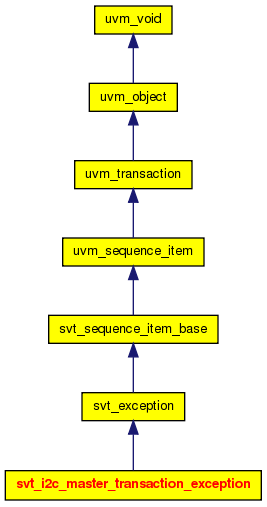 uvm_void
uvm_object
uvm_transaction
uvm_sequence_item
svt_sequence_item_base
svt_exception
svt_i2c_master_transaction_exception